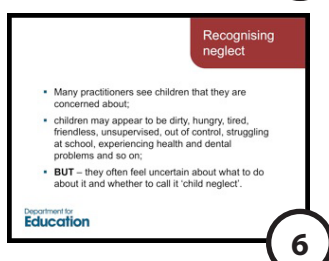 Recognising
neglect
• Many practitioners see children that they are
concerned about;
• children may appear to be dirty, hungry, tired,
friendless, unsupervised, out of control, struggling
at school, experiencing health and dental
problems and so on;
• BUT – they often feel uncertain about what to do
about it and whether to call it ‘child neglect’.
Department for
Education
6